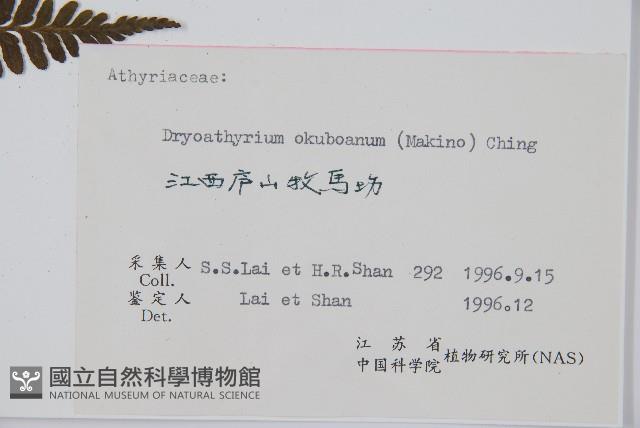 Athyriaceae:
Dryoathyrium okuboanum (Makino) Ching
江西庐山牧馬场
采集人 S.S.Lai et H.R.Shan 292 1996.9.15
Coll.
鉴定人 Lai et Shan 1996.12
Det.
江苏省
中国科学院 植物研究所(NAS)
國立自然科學博物館
NATIONAL MUSEUM OF NATURAL SCIENCE